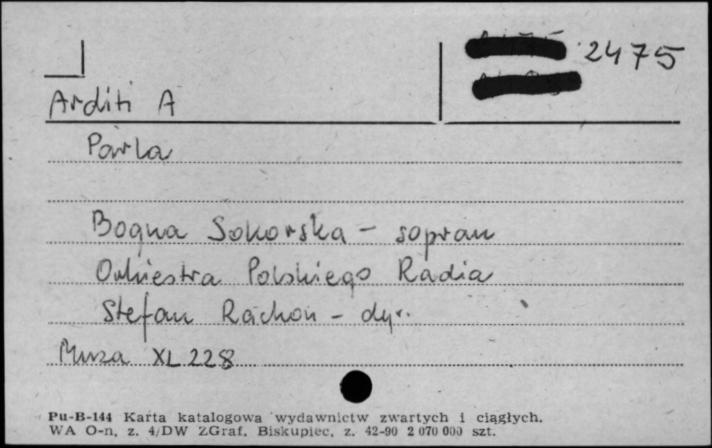 2475
Arditi A
Parla
Bogna Sokorska – sopran
Orkiestra Polskiego Radia
Stefan Rachoń – dyr.
Muza XL 228
Pu-B-144 Karta katalogowa wydawnictw zwartych i ciągłych.
WA O-n, z. 4/DW ZGraf. Biskupiec, z. 42-90 2 070 000 szt.